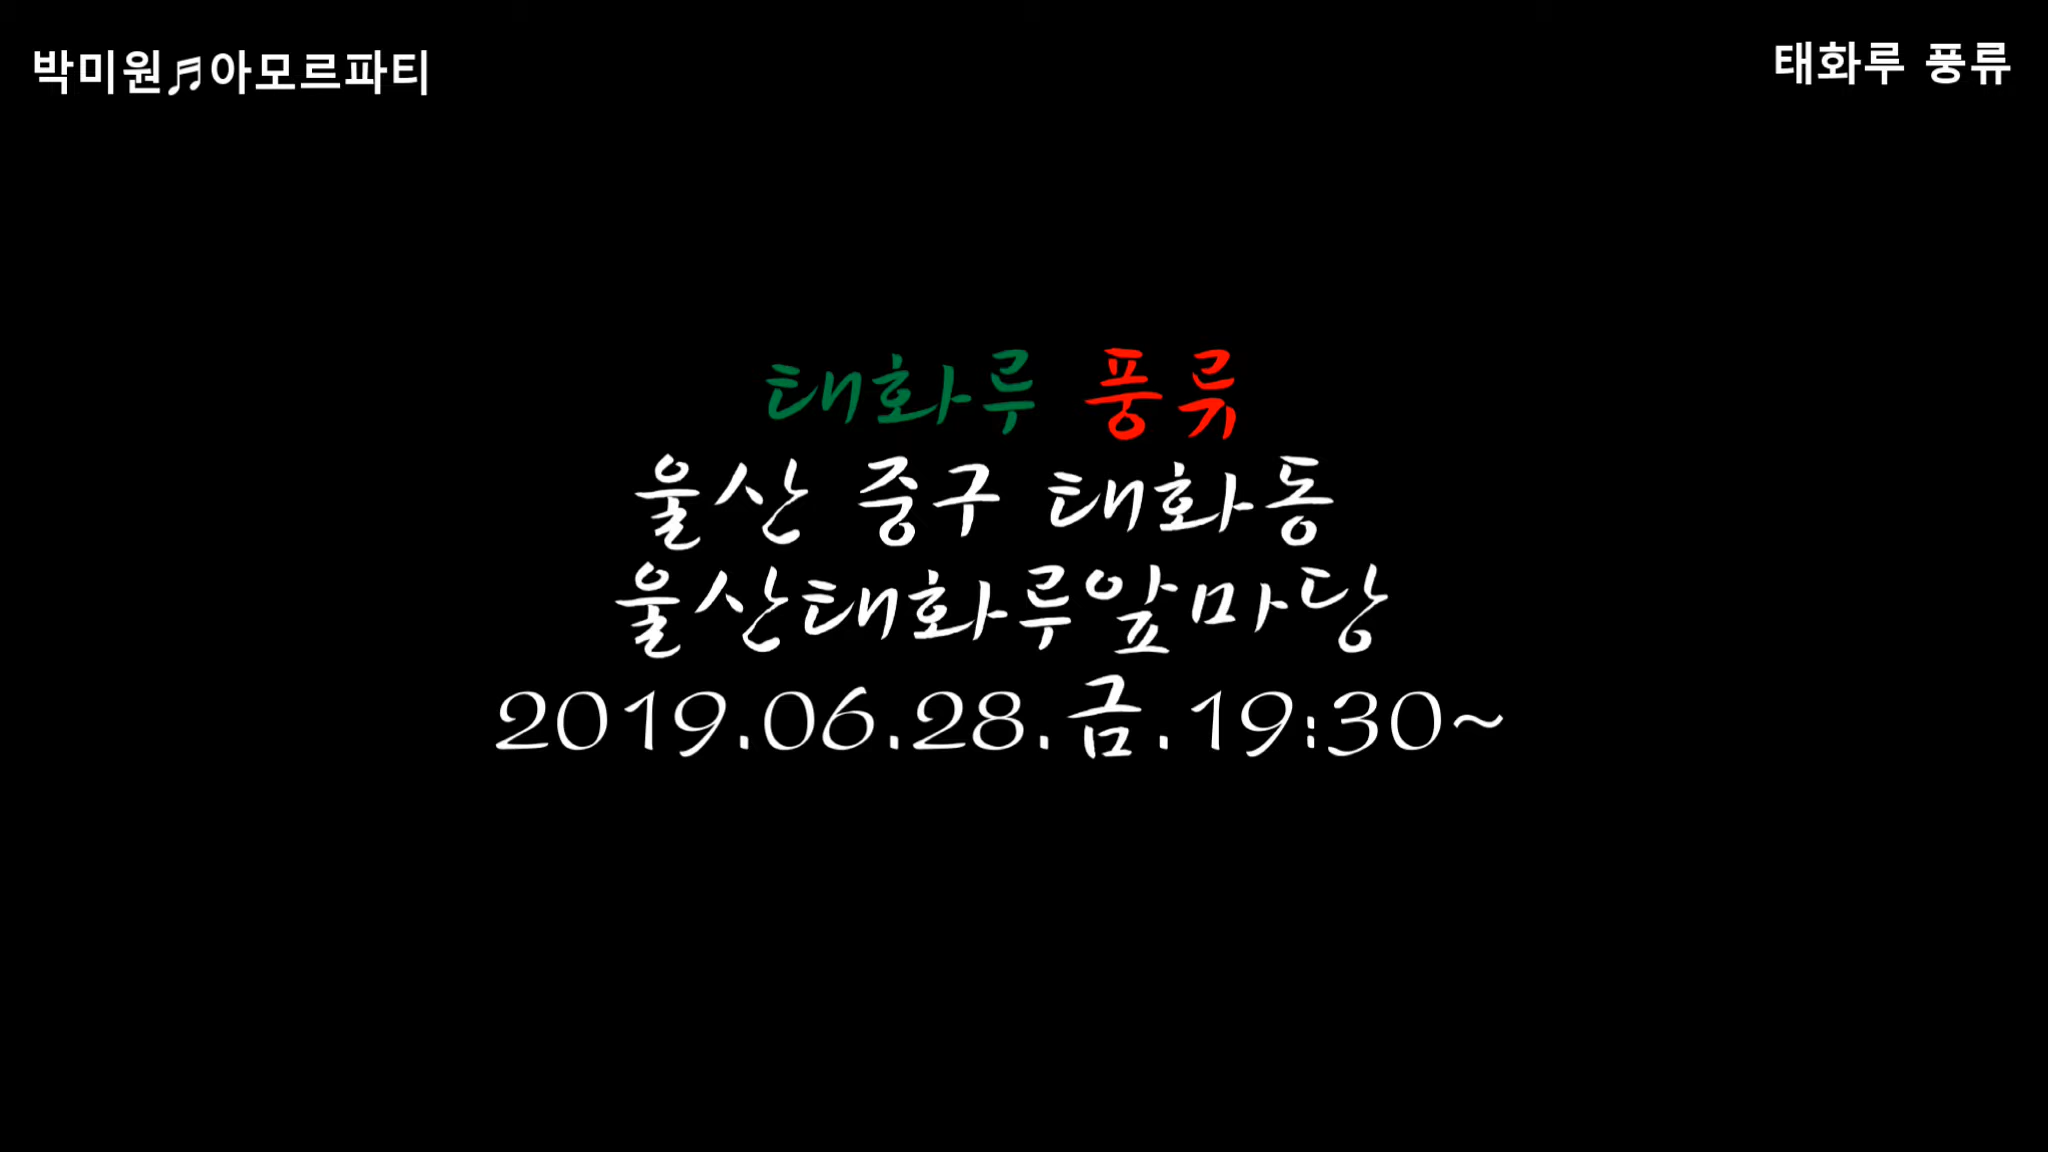 박미원♬아모르파티
태화루 풍류
태화루 풍류
울산 중구 태화동
울산태화루앞마당
2019.06.28.금.19:30~